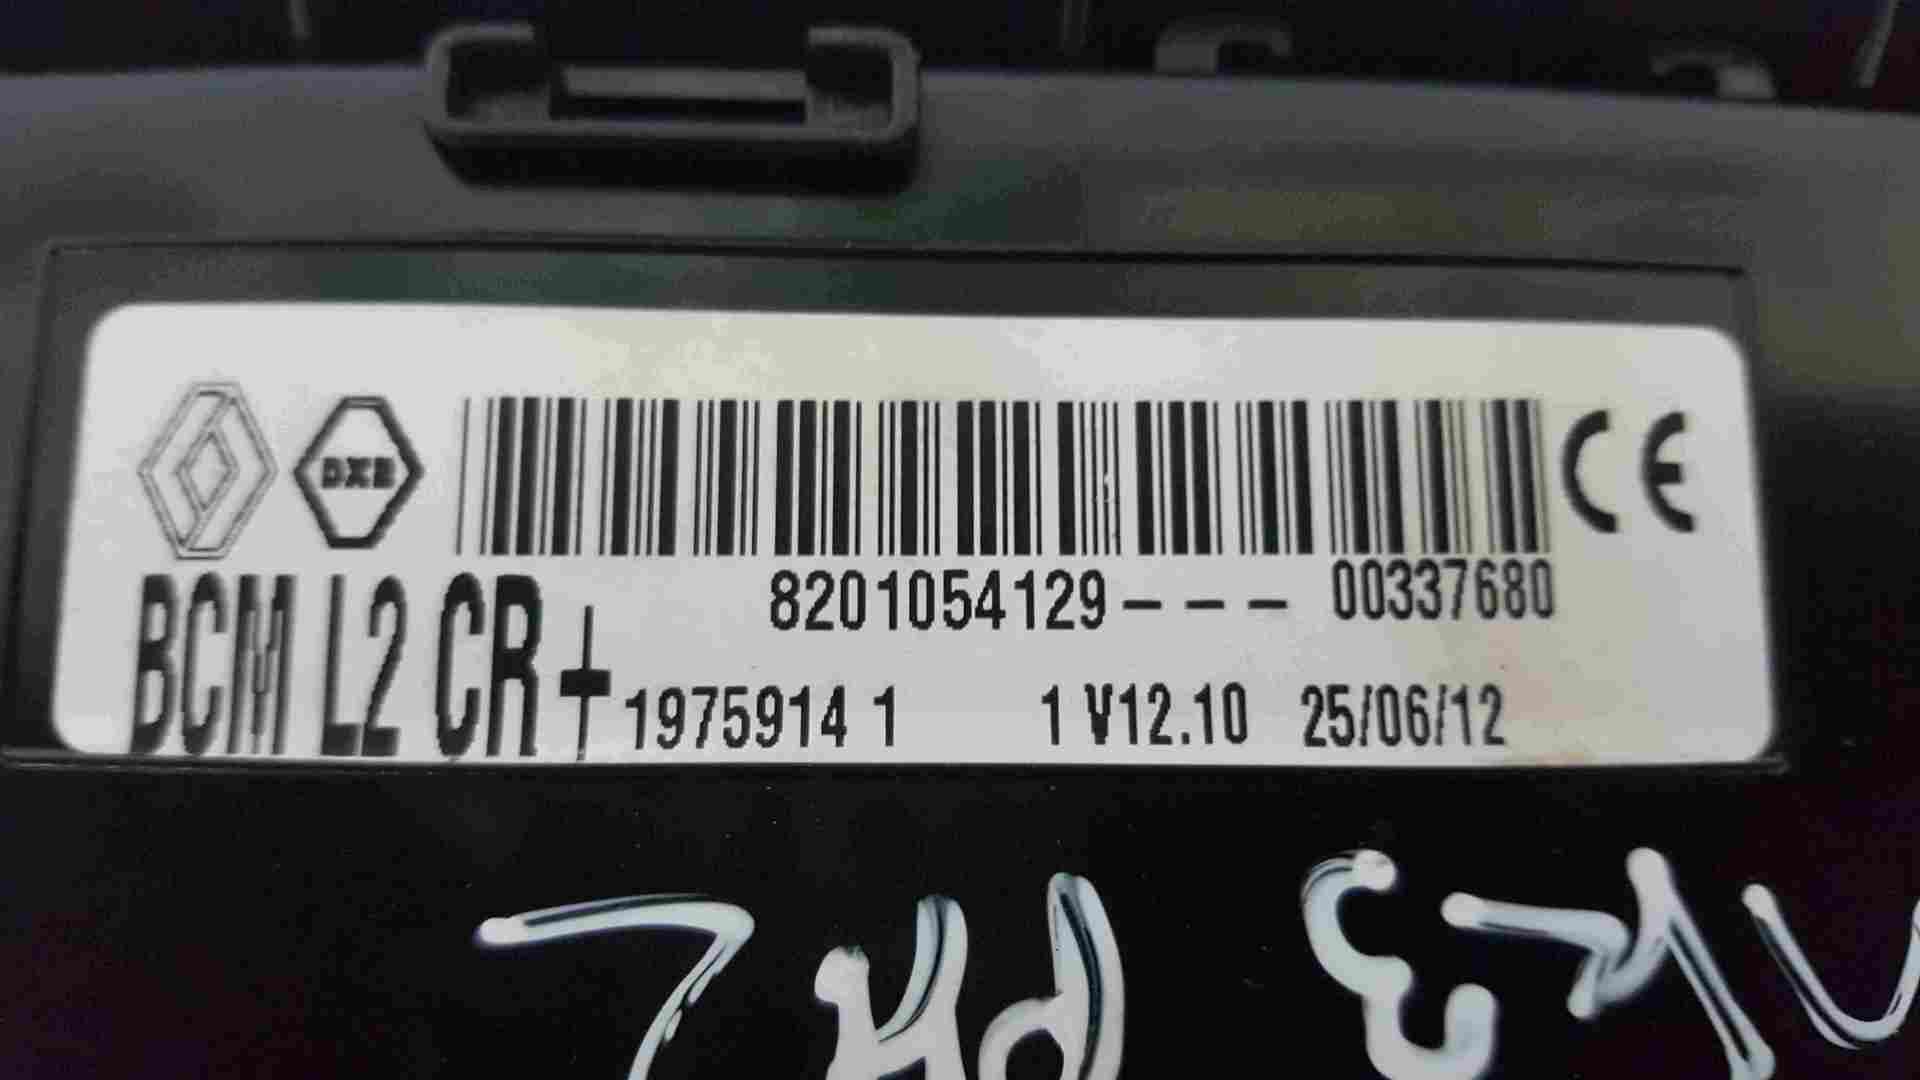 DXB
CE
8201054129--- 00337680
BCM L2 CR+
1975914 1 1 V12.10 25/06/12